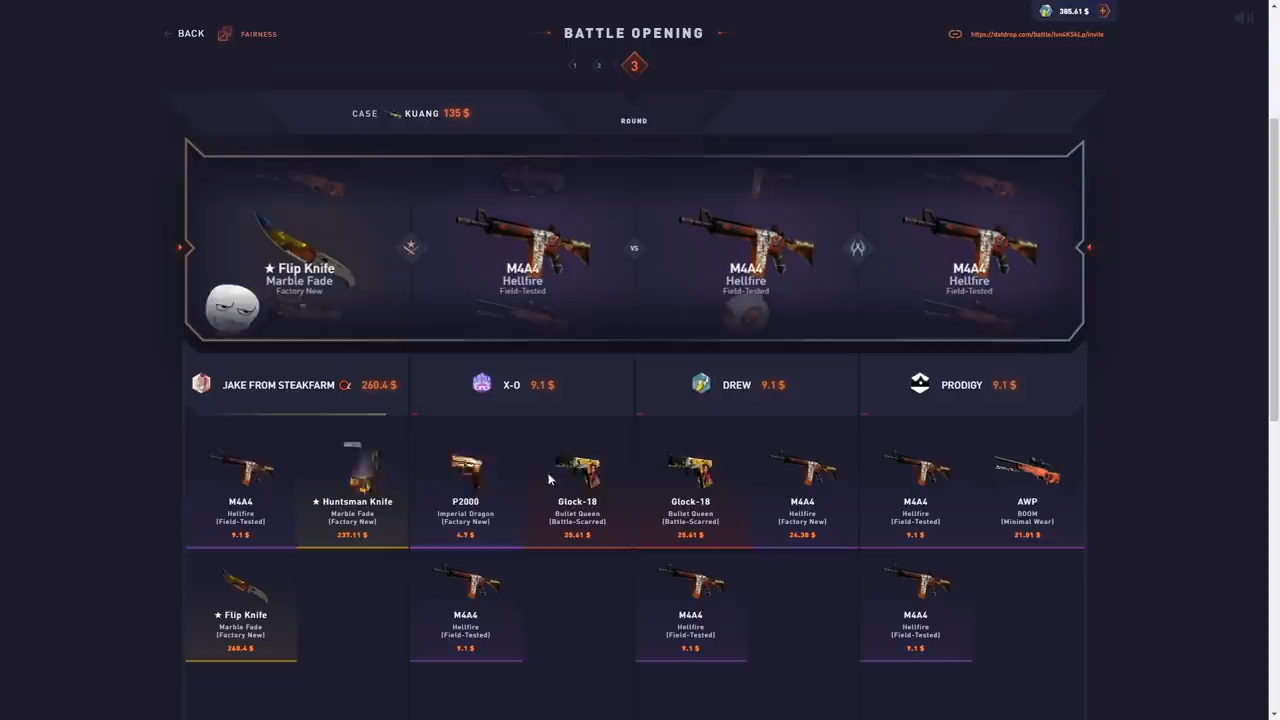 385.61 $
BACK
FAIRNESS
BATTLE OPENING
1
2
3
CASE KUANG 135 $
ROUND
★ Flip Knife
Marble Fade
Factory New
M4A4
Hellfire
Field-Tested
VS
M4A4
Hellfire
Field-Tested
M4A4
Hellfire
Field-Tested
JAKE FROM STEAKFARM 260.4 $
X-O 9.1 $
DREW 9.1 $
PRODIGY 9.1 $
M4A4
Hellfire
(Field-Tested)
9.1 $
★ Huntsman Knife
Marble Fade
(Factory New)
237.11 $
P2000
Imperial Dragon
(Factory New)
4.7 $
Glock-18
Bullet Queen
(Battle-Scarred)
25.61 $
Glock-18
Bullet Queen
(Battle-Scarred)
25.61 $
M4A4
Hellfire
(Factory New)
24.38 $
M4A4
Hellfire
(Field-Tested)
9.1 $
AWP
BOOM
(Minimal Wear)
21.01 $
★ Flip Knife
Marble Fade
(Factory New)
260.4 $
M4A4
Hellfire
(Field-Tested)
9.1 $
M4A4
Hellfire
(Field-Tested)
9.1 $
M4A4
Hellfire
(Field-Tested)
9.1 $